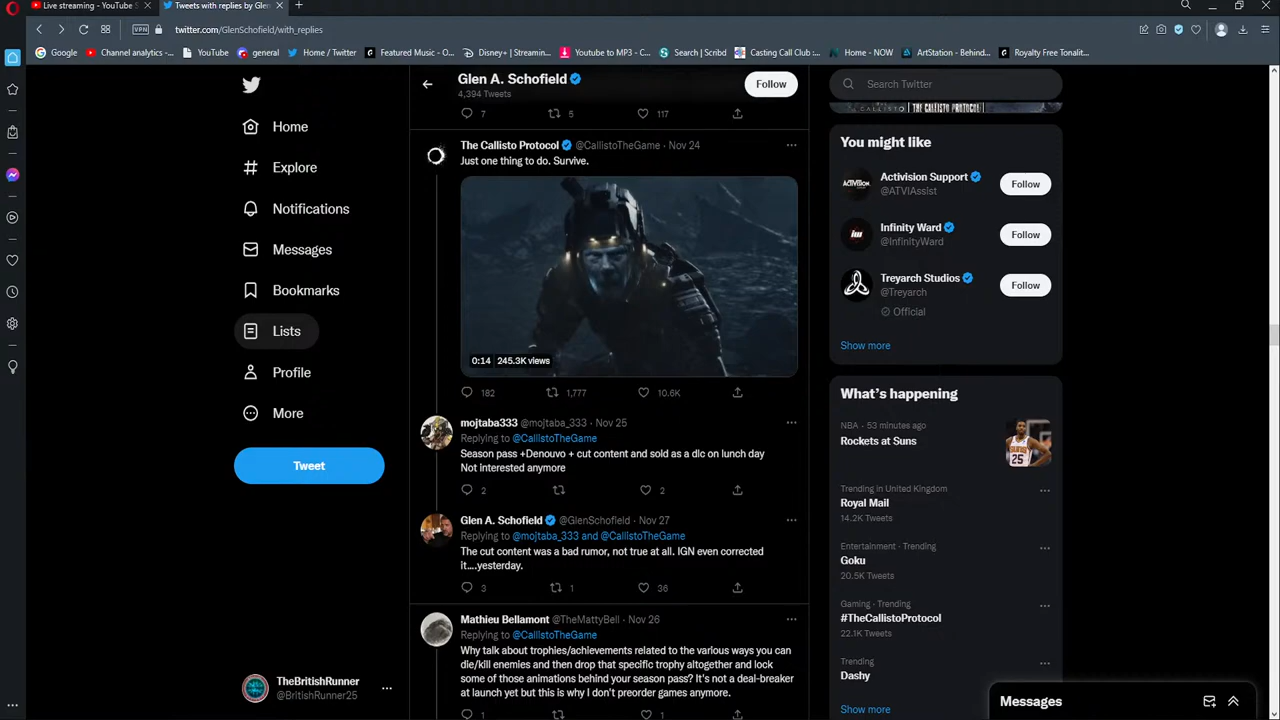 Live streaming - YouTube S
Tweets with replies by Glen
VPN
twitter.com/GlenSchofield/with_replies
Google
Channel analytics -...
YouTube
general
Home / Twitter
Featured Music - O...
Disney+ | Streamin...
Youtube to MP3 - C...
Search | Scribd
Casting Call Club :...
Home - NOW
ArtStation - Behind...
Royalty Free Tonalit...
Home
Explore
Notifications
Messages
Bookmarks
Lists
Profile
More
Tweet
TheBritishRunner
@BritishRunner25
Glen A. Schofield
4,394 Tweets
Follow
7 5 117
The Callisto Protocol @CallistoTheGame · Nov 24
Just one thing to do. Survive.
0:14 245.3K views
182 1,777 10.6K
mojtaba333 @mojtaba_333 · Nov 25
Replying to @CallistoTheGame
Season pass +Denouvo + cut content and sold as a dlc on lunch day
Not interested anymore
2 2
Glen A. Schofield @GlenSchofield · Nov 27
Replying to @mojtaba_333 and @CallistoTheGame
The cut content was a bad rumor, not true at all. IGN even corrected
it....yesterday.
3 1 36
Mathieu Bellamont @TheMattyBell · Nov 26
Replying to @CallistoTheGame
Why talk about trophies/achievements related to the various ways you can
die/kill enemies and then drop that specific trophy altogether and lock
some of those animations behind your season pass? It's not a deal-breaker
at launch yet but this is why I don't preorder games anymore.
1 1
Search Twitter
CALLISTO THE CALLISTO PROTOCOL
You might like
Activision Support
@ATVIAssist
Follow
Infinity Ward
@InfinityWard
Follow
Treyarch Studios
@Treyarch
Official
Follow
Show more
What's happening
NBA · 53 minutes ago
Rockets at Suns
Trending in United Kingdom
Royal Mail
14.2K Tweets
Entertainment · Trending
Goku
20.5K Tweets
Gaming · Trending
#TheCallistoProtocol
22.1K Tweets
Trending
Dashy
Show more
Messages